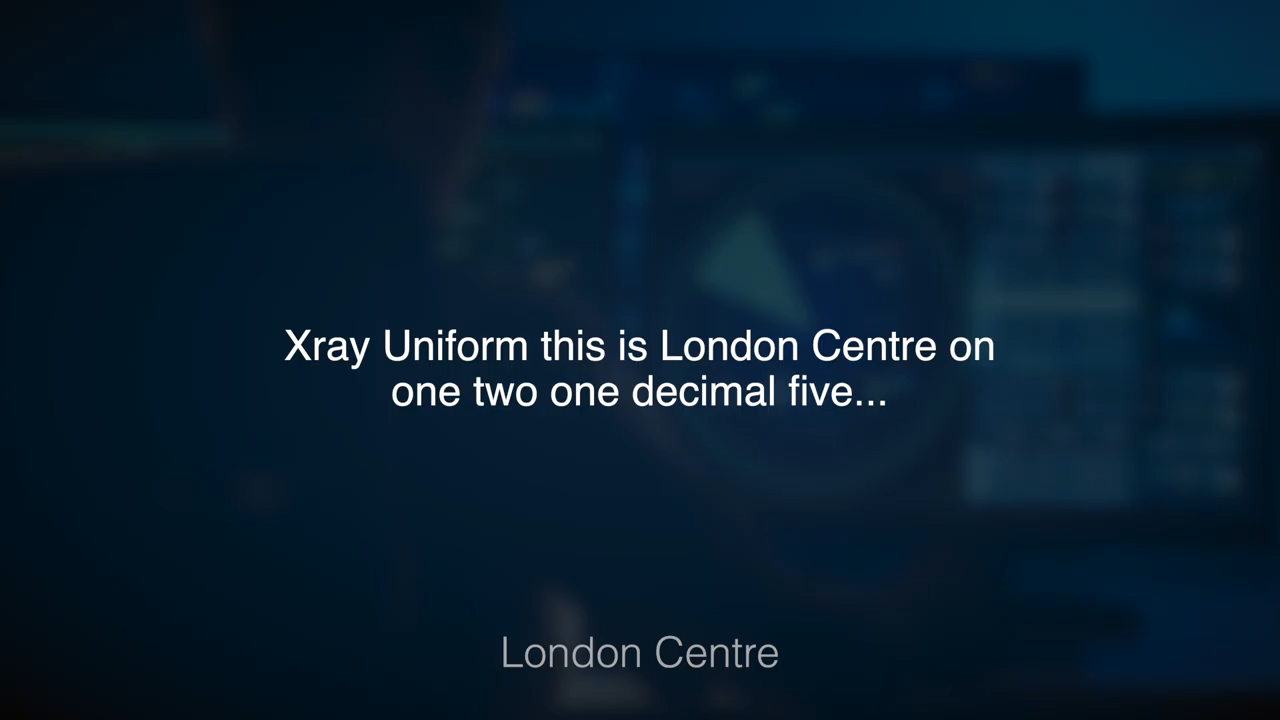 Xray Uniform this is London Centre on
one two one decimal five...
London Centre